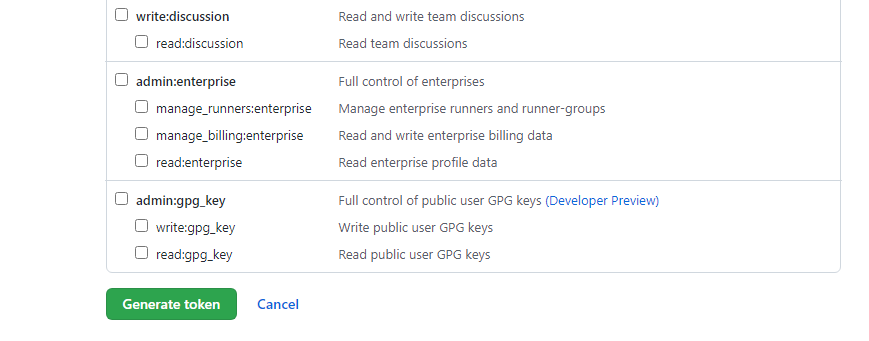 write:discussion Read and write team discussions
read:discussion Read team discussions
admin:enterprise Full control of enterprises
manage_runners:enterprise Manage enterprise runners and runner-groups
manage_billing:enterprise Read and write enterprise billing data
read:enterprise Read enterprise profile data
admin:gpg_key Full control of public user GPG keys (Developer Preview)
write:gpg_key Write public user GPG keys
read:gpg_key Read public user GPG keys
Generate token Cancel